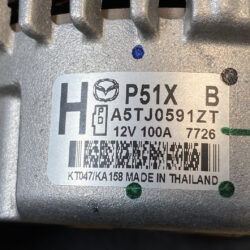 H P51X B
A5TJ0591ZT
12V 100A 7726
KT047/KA158 MADE IN THAILAND